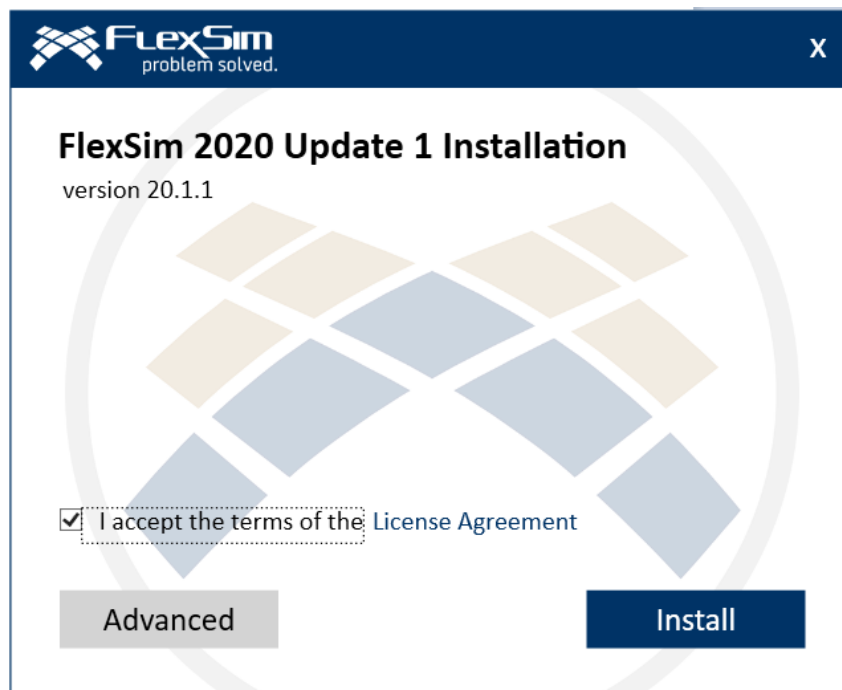 FLEXSIM
problem solved.
X
FlexSim 2020 Update 1 Installation
version 20.1.1
I accept the terms of the License Agreement
Advanced
Install